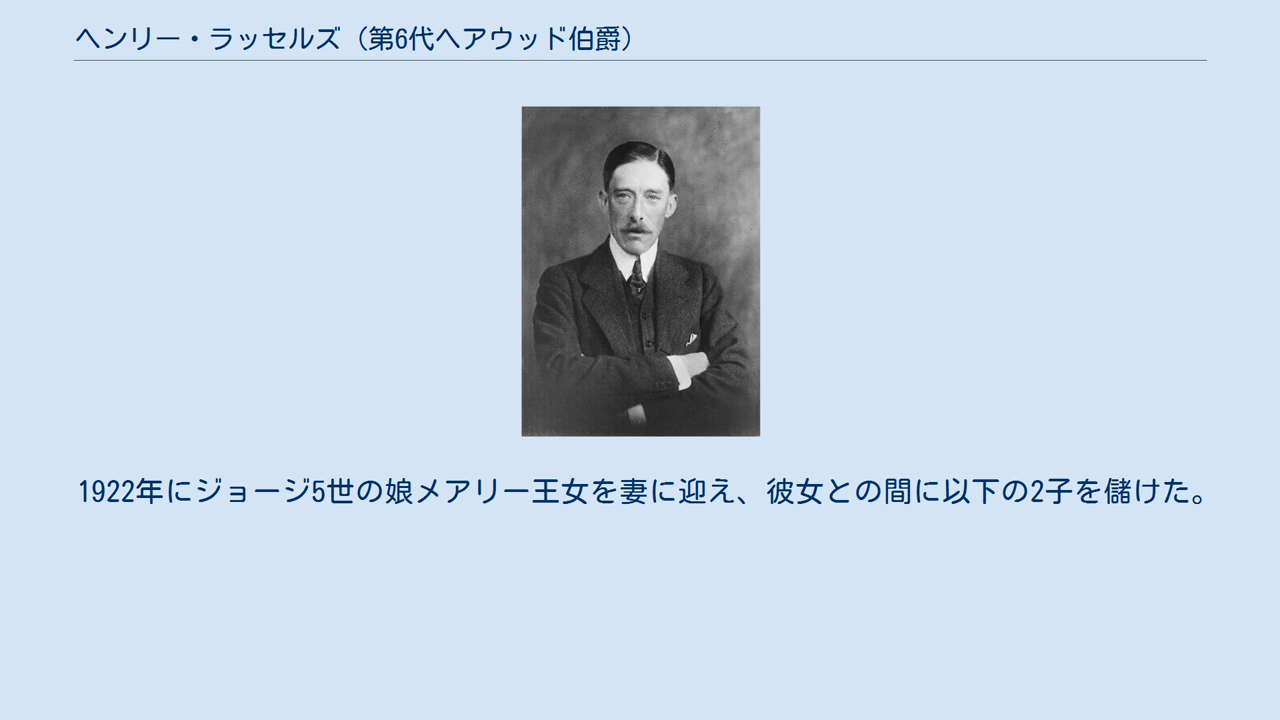 ヘンリー・ラッセルズ（第6代ヘアウッド伯爵）
1922年にジョージ5世の娘メアリー王女を妻に迎え、彼女との間に以下の2子を儲けた。